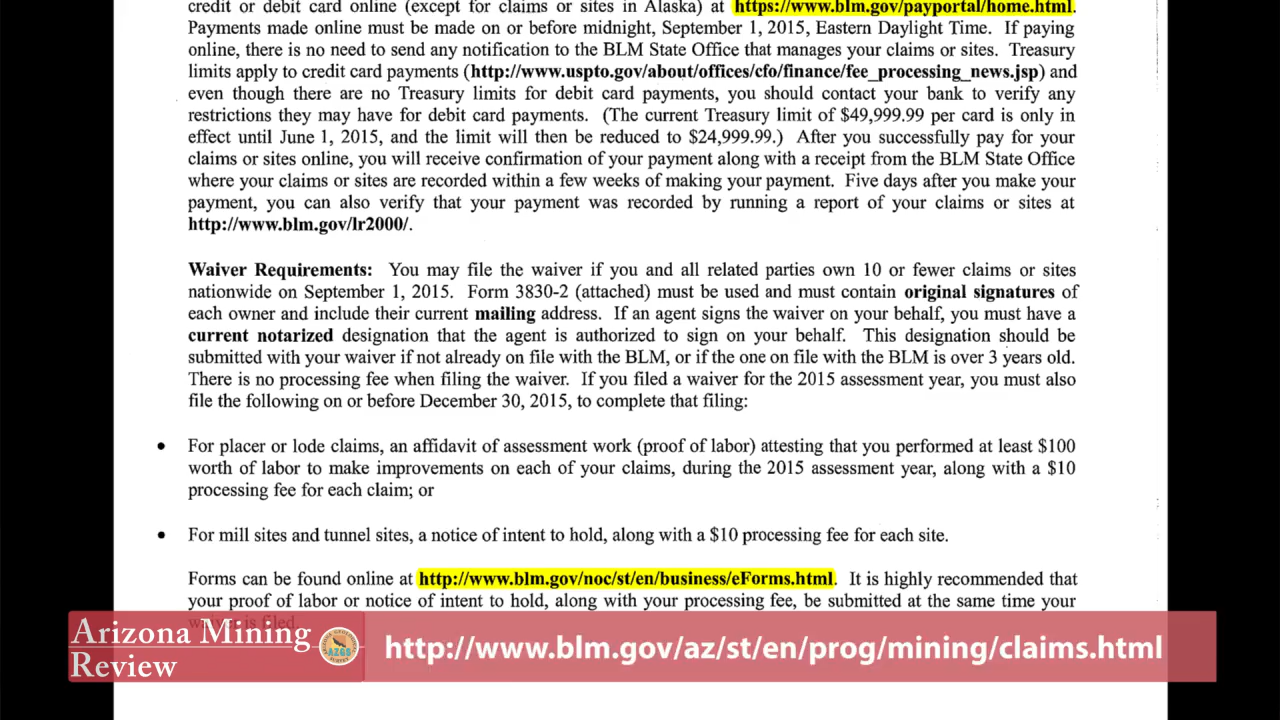 credit or debit card online (except for claims or sites in Alaska) at https://www.blm.gov/payportal/home.html.
Payments made online must be made on or before midnight, September 1, 2015, Eastern Daylight Time. If paying
online, there is no need to send any notification to the BLM State Office that manages your claims or sites. Treasury
limits apply to credit card payments (http://www.uspto.gov/about/offices/cfo/finance/fee_processing_news.jsp) and
even though there are no Treasury limits for debit card payments, you should contact your bank to verify any
restrictions they may have for debit card payments. (The current Treasury limit of $49,999.99 per card is only in
effect until June 1, 2015, and the limit will then be reduced to $24,999.99.) After you successfully pay for your
claims or sites online, you will receive confirmation of your payment along with a receipt from the BLM State Office
where your claims or sites are recorded within a few weeks of making your payment. Five days after you make your
payment, you can also verify that your payment was recorded by running a report of your claims or sites at
http://www.blm.gov/lr2000/.
Waiver Requirements: You may file the waiver if you and all related parties own 10 or fewer claims or sites
nationwide on September 1, 2015. Form 3830-2 (attached) must be used and must contain original signatures of
each owner and include their current mailing address. If an agent signs the waiver on your behalf, you must have a
current notarized designation that the agent is authorized to sign on your behalf. This designation should be
submitted with your waiver if not already on file with the BLM, or if the one on file with the BLM is over 3 years old.
There is no processing fee when filing the waiver. If you filed a waiver for the 2015 assessment year, you must also
file the following on or before December 30, 2015, to complete that filing:
• For placer or lode claims, an affidavit of assessment work (proof of labor) attesting that you performed at least $100
worth of labor to make improvements on each of your claims, during the 2015 assessment year, along with a $10
processing fee for each claim; or
• For mill sites and tunnel sites, a notice of intent to hold, along with a $10 processing fee for each site.
Forms can be found online at http://www.blm.gov/noc/st/en/business/eForms.html. It is highly recommended that
your proof of labor or notice of intent to hold, along with your processing fee, be submitted at the same time your
waiver is filed.
Arizona Mining
Review
AZGS
http://www.blm.gov/az/st/en/prog/mining/claims.html